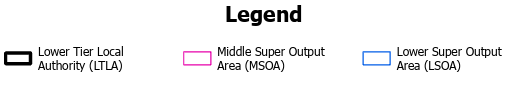 Legend
Lower Tier Local
Authority (LTLA)
Middle Super Output
Area (MSOA)
Lower Super Output
Area (LSOA)